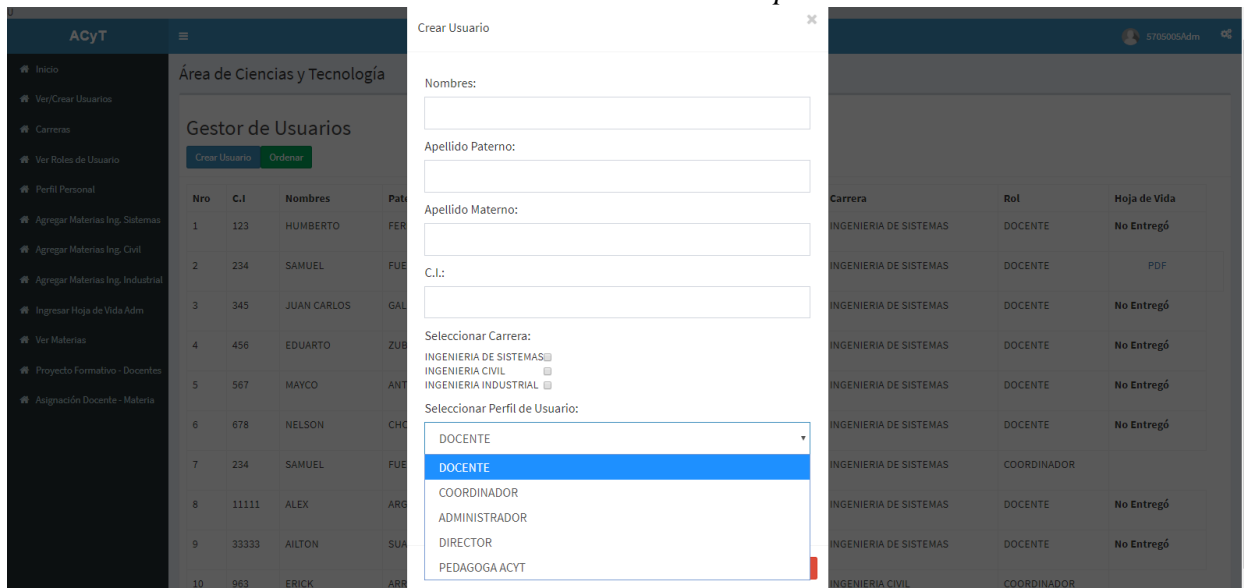 ACyT
S705005Adm
Inicio
Ver/Crear Usuarios
Carreras
Ver Roles de Usuario
Perfil Personal
Agregar Materias Ing. Sistemas
Agregar Materias Ing. Civil
Agregar Materias Ing. Industrial
Ingresar Hoja de Vida Adm
Ver Materias
Proyecto Formativo - Docentes
Asignación Docente - Materia
Área de Ciencias y Tecnología
Gestor de Usuarios
Crear Usuario Ordenar
Nro C.I Nombres Carrera Rol Hoja de Vida
1 123 HUMBERTO INGENIERIA DE SISTEMAS DOCENTE No Entregó
2 234 SAMUEL INGENIERIA DE SISTEMAS DOCENTE PDF
3 345 JUAN CARLOS INGENIERIA DE SISTEMAS DOCENTE No Entregó
4 456 EDUARTO INGENIERIA DE SISTEMAS DOCENTE No Entregó
5 567 MAYCO INGENIERIA DE SISTEMAS DOCENTE No Entregó
6 678 NELSON INGENIERIA DE SISTEMAS DOCENTE No Entregó
7 234 SAMUEL INGENIERIA DE SISTEMAS COORDINADOR
8 11111 ALEX INGENIERIA DE SISTEMAS DOCENTE No Entregó
9 33333 AILTON INGENIERIA DE SISTEMAS DOCENTE No Entregó
10 963 ERICK INGENIERIA CIVIL COORDINADOR
Crear Usuario ×
Nombres:
Apellido Paterno:
Apellido Materno:
C.I.:
Seleccionar Carrera:
INGENIERIA DE SISTEMAS
INGENIERIA CIVIL
INGENIERIA INDUSTRIAL
Seleccionar Perfil de Usuario:
DOCENTE
DOCENTE
COORDINADOR
ADMINISTRADOR
DIRECTOR
PEDAGOGA ACYT